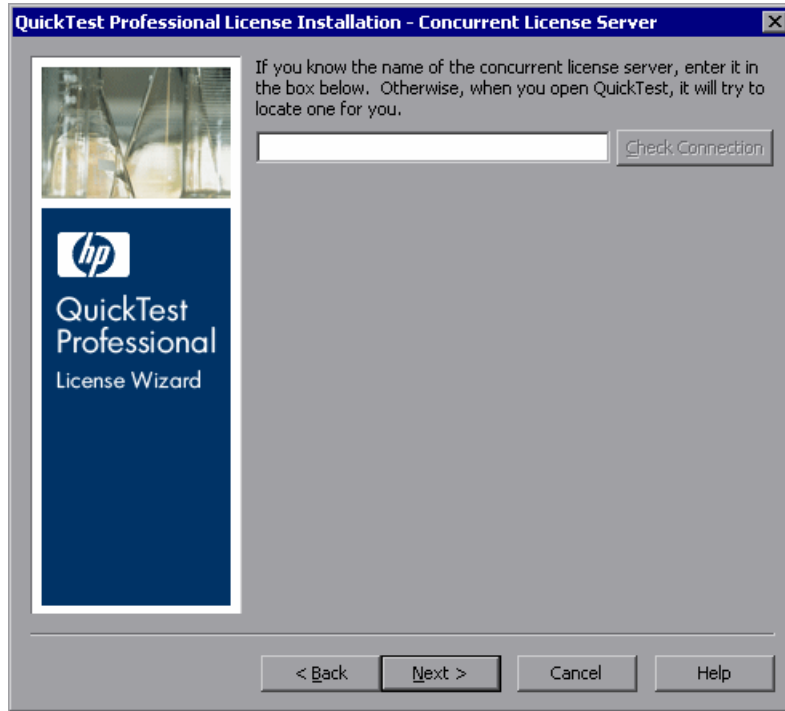 QuickTest Professional License Installation - Concurrent License Server
If you know the name of the concurrent license server, enter it in
the box below. Otherwise, when you open QuickTest, it will try to
locate one for you.
Check Connection
hp
QuickTest
Professional
License Wizard
< Back
Next >
Cancel
Help